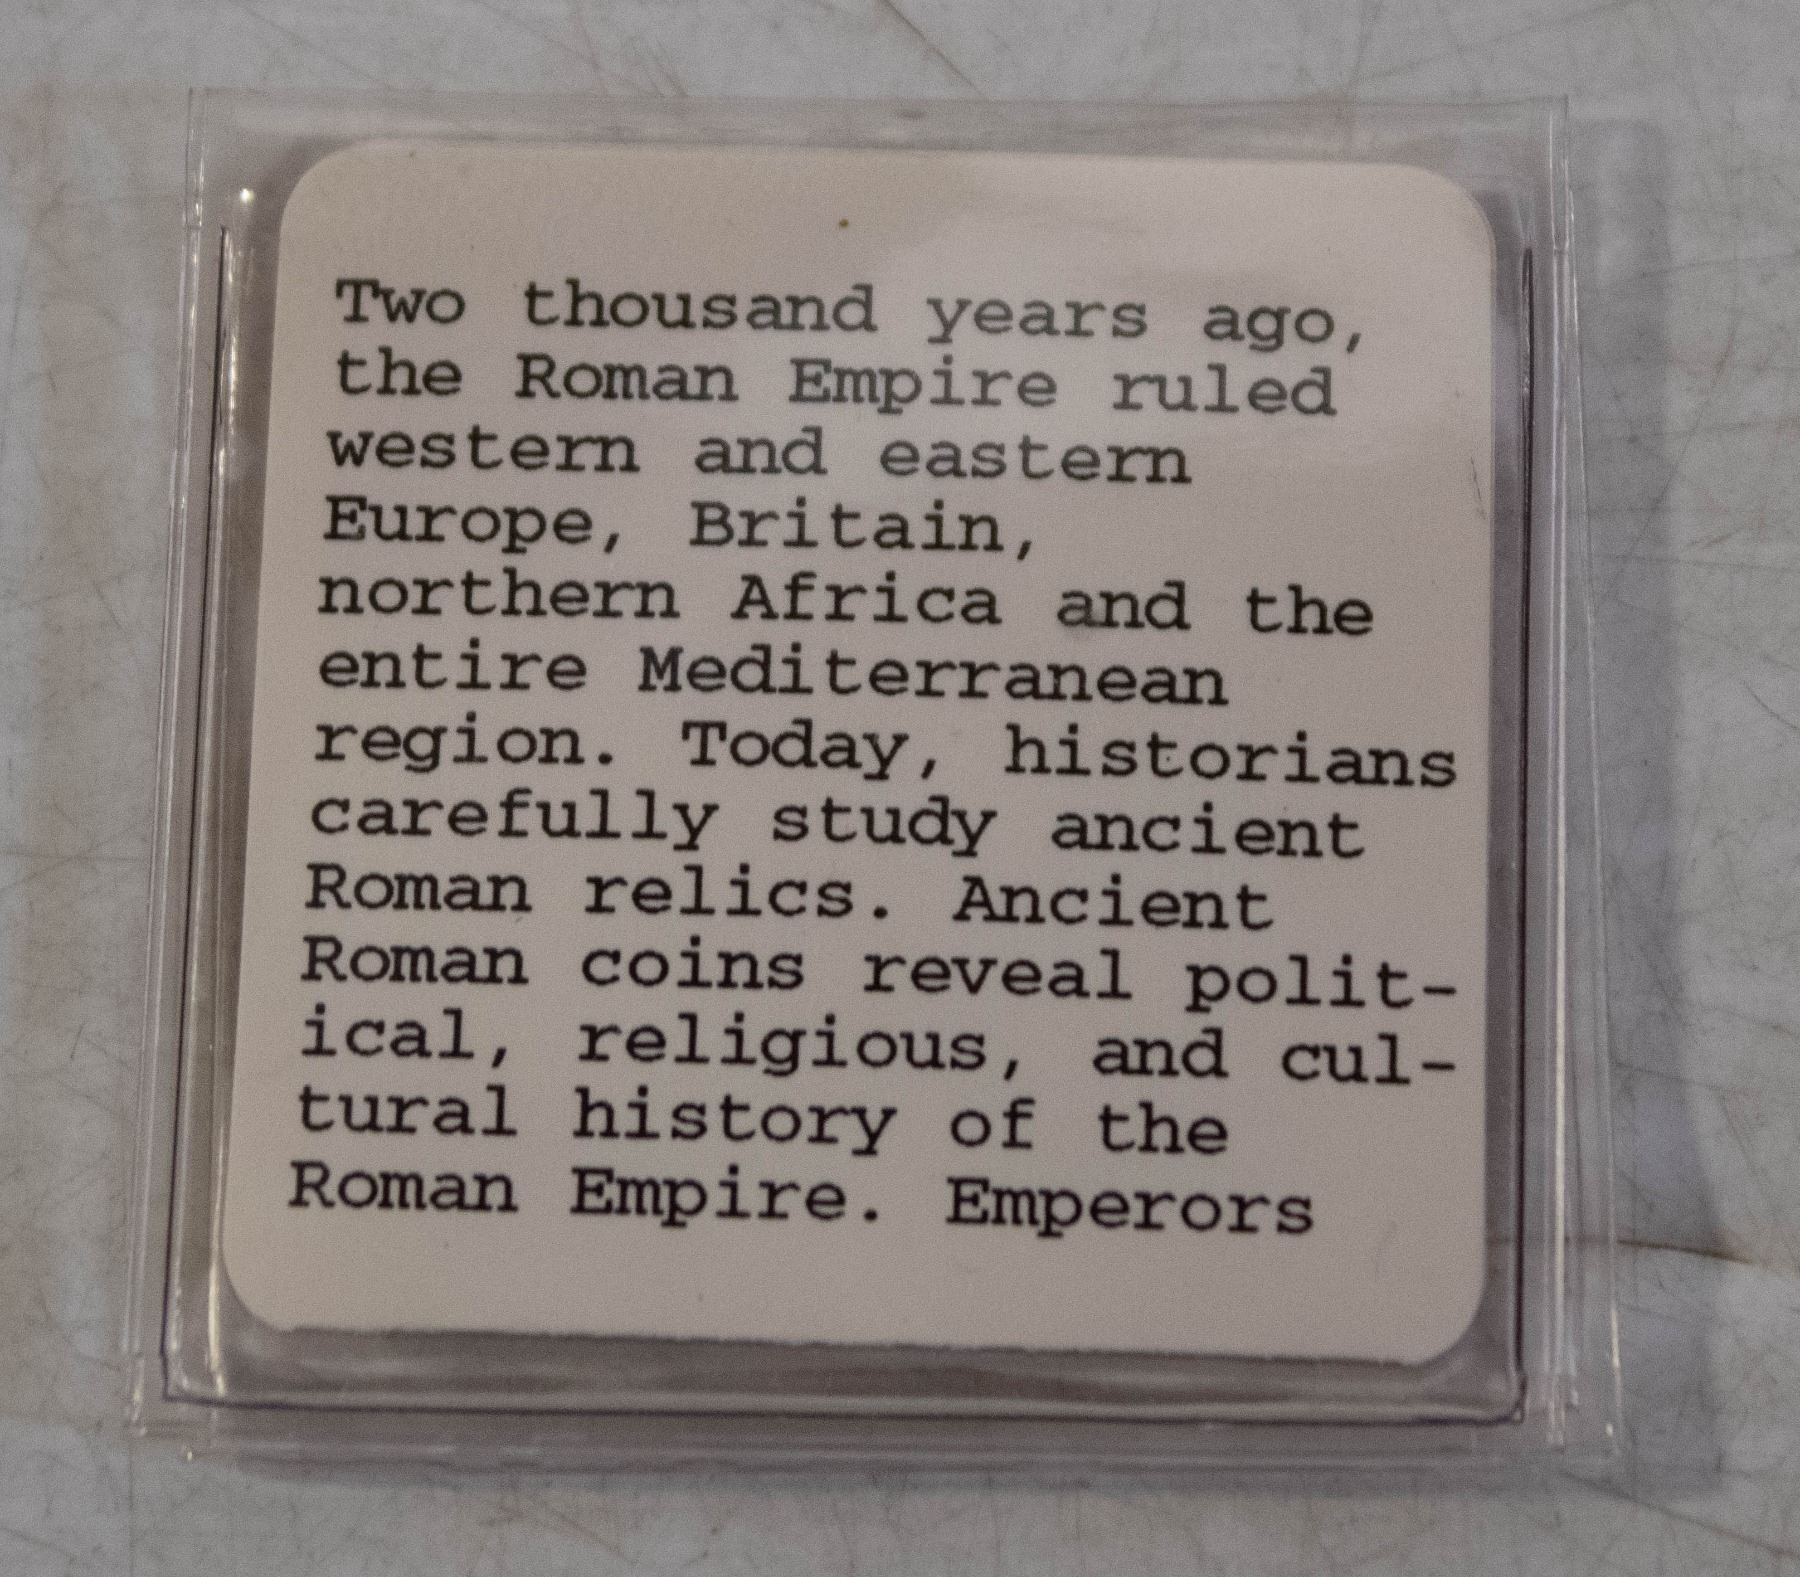 Two thousand years ago,
the Roman Empire ruled
western and eastern
Europe, Britain,
northern Africa and the
entire Mediterranean
region. Today, historians
carefully study ancient
Roman relics. Ancient
Roman coins reveal polit-
ical, religious, and cul-
tural history of the
Roman Empire. Emperors